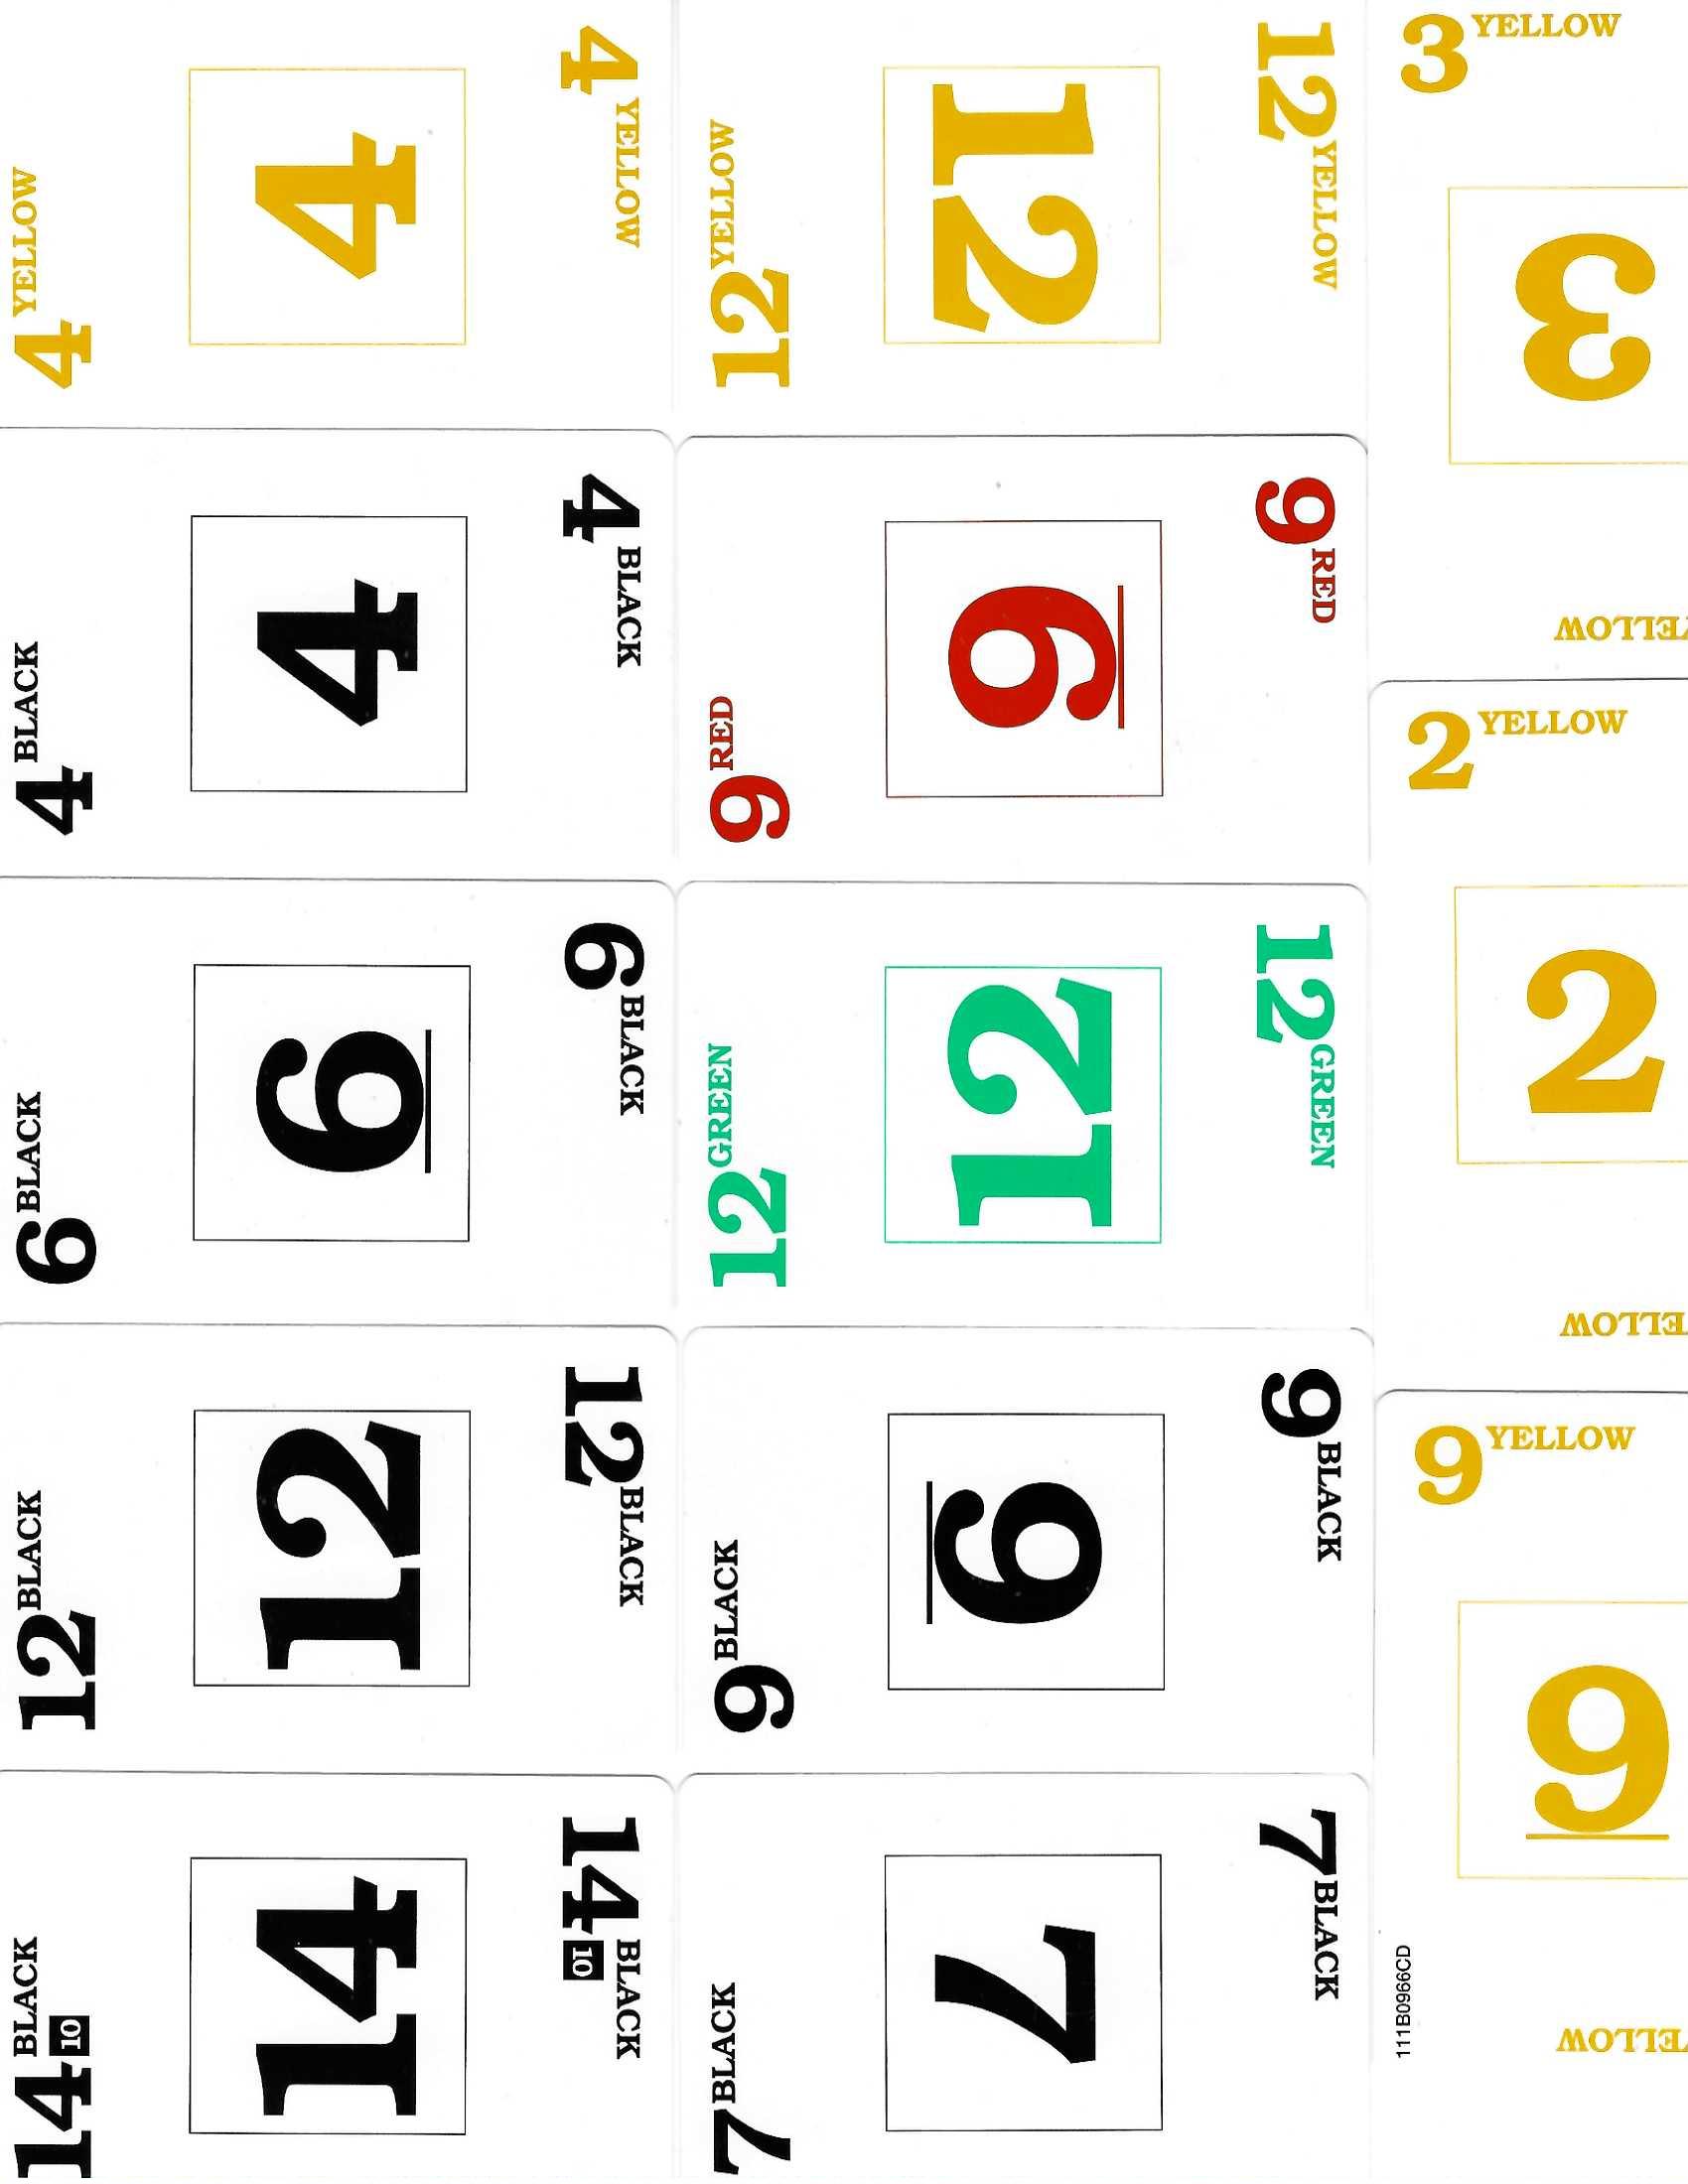 4 YELLOW
4
4 YELLOW
12 YELLOW
12
12 YELLOW
3 YELLOW
3
YELLOW
4 BLACK
4
4 BLACK
9 RED
9
9 RED
2 YELLOW
2
YELLOW
6 BLACK
6
6 BLACK
12 GREEN
12
12 GREEN
9 YELLOW
9
YELLOW
12 BLACK
12
12 BLACK
9 BLACK
9
9 BLACK
14 BLACK 10
14
14 BLACK 10
7 BLACK
7
7 BLACK
111B0966CD